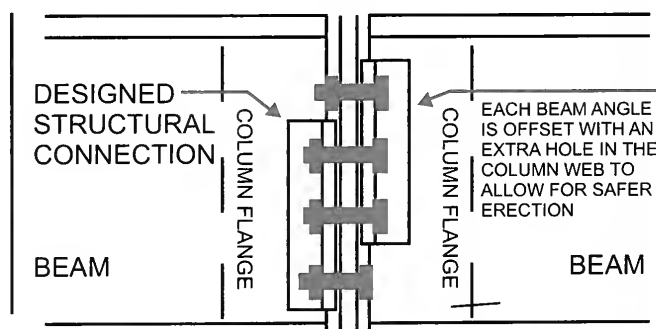 DESIGNED
STRUCTURAL
CONNECTION
COLUMN FLANGE
BEAM
COLUMN FLANGE
EACH BEAM ANGLE
IS OFFSET WITH AN
EXTRA HOLE IN THE
COLUMN WEB TO
ALLOW FOR SAFER
ERECTION
BEAM